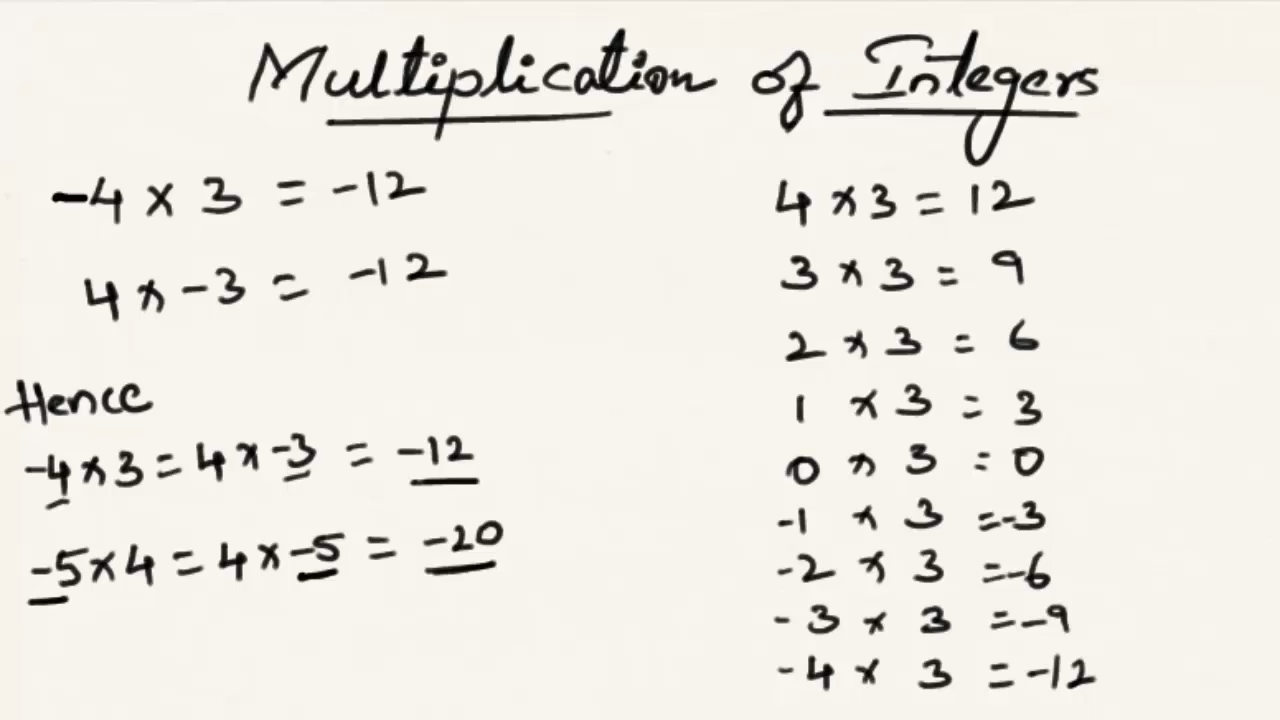 Multiplication of Integers
-4 × 3 = -12
4 × -3 = -12
Hence
-4 × 3 = 4 × -3 = -12
-5 × 4 = 4 × -5 = -20
4 × 3 = 12
3 × 3 = 9
2 × 3 = 6
1 × 3 = 3
0 × 3 = 0
-1 × 3 = -3
-2 × 3 = -6
-3 × 3 = -9
-4 × 3 = -12